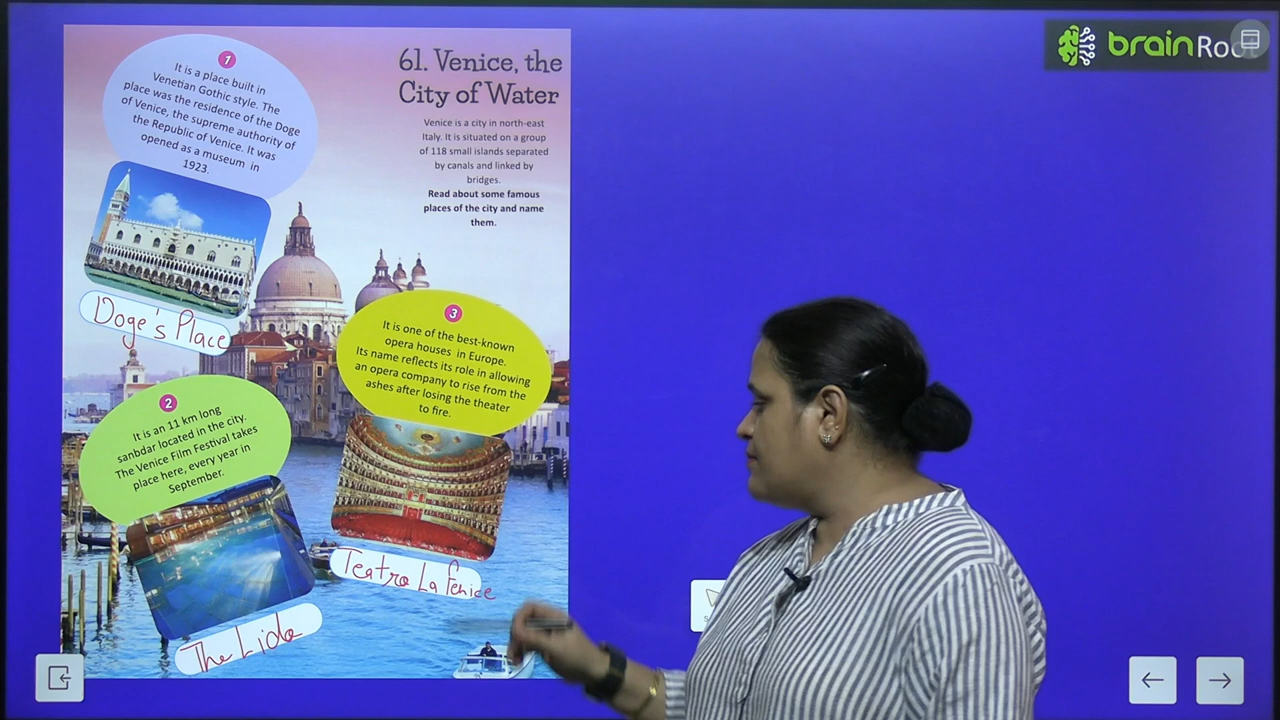 brainRoot
61. Venice, the
City of Water
Venice is a city in north-east
Italy. It is situated on a group
of 118 small islands separated
by canals and linked by
bridges.
Read about some famous
places of the city and name
them.
1
It is a place built in
Venetian Gothic style. The
place was the residence of the Doge
of Venice, the supreme authority of
the Republic of Venice. It was
opened as a museum in
1923.
Doge's Place
2
It is an 11 km long
sanbdar located in the city.
The Venice Film Festival takes
place here, every year in
September.
The Lido
3
It is one of the best-known
opera houses in Europe.
Its name reflects its role in allowing
an opera company to rise from the
ashes after losing the theater
to fire.
Teatro La Fenice